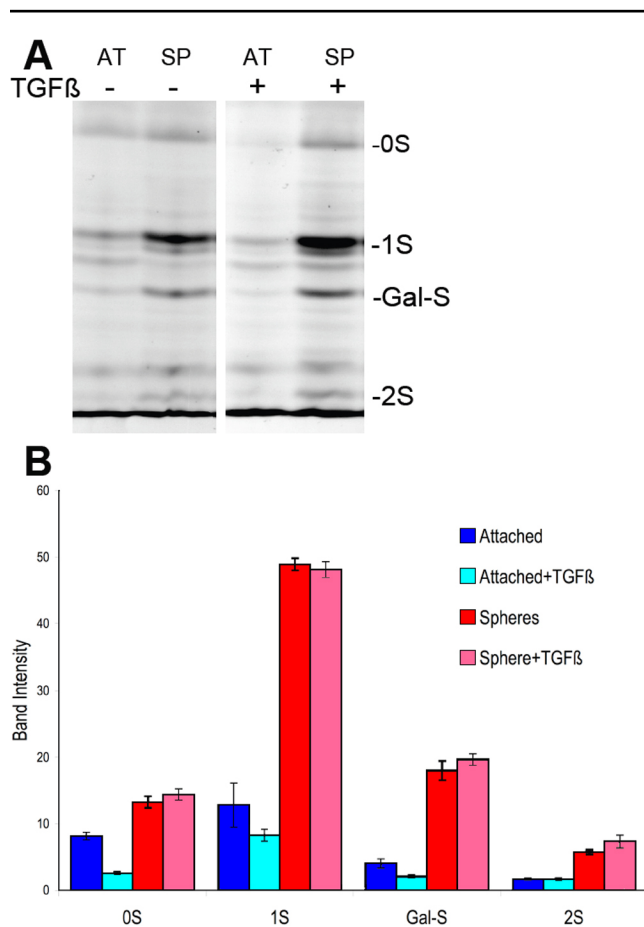 A
AT SP AT SP
TGFß - - + +
-0S
-1S
-Gal-S
-2S
B
60
50
40
30
20
10
0
Band Intensity
Attached
Attached+TGFß
Spheres
Sphere+TGFß
0S 1S Gal-S 2S